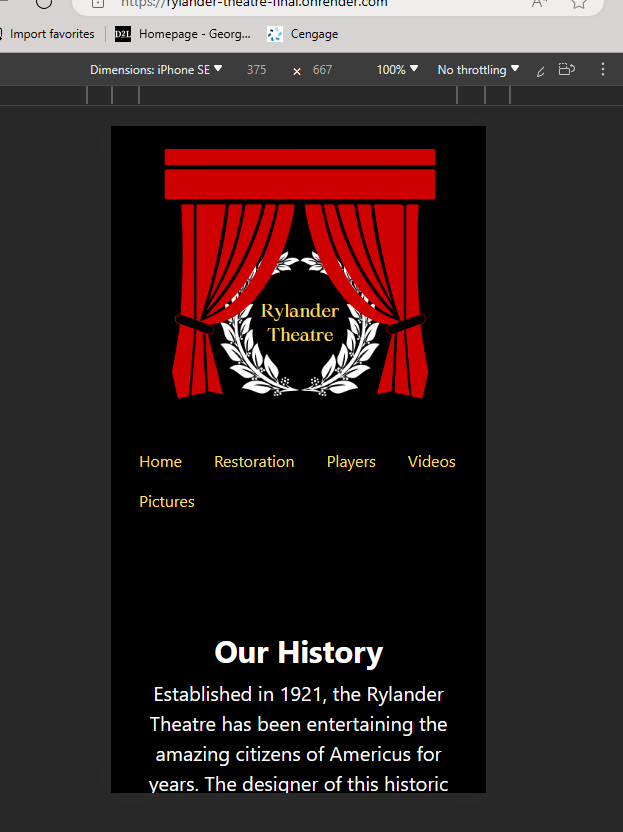 https://rylander-theatre-final.onrender.com
Import favorites D2L Homepage - Georg... Cengage
Dimensions: iPhone SE 375 × 667 100% No throttling
Rylander
Theatre
Home Restoration Players Videos
Pictures
Our History
Established in 1921, the Rylander
Theatre has been entertaining the
amazing citizens of Americus for
years. The designer of this historic